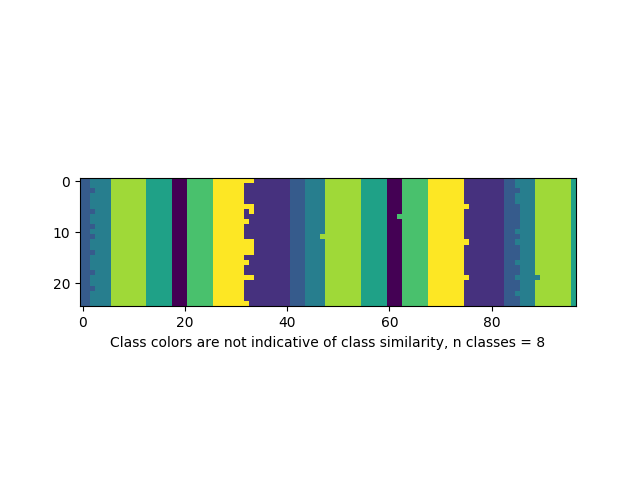 0
10
20
0 20 40 60 80
Class colors are not indicative of class similarity, n classes = 8